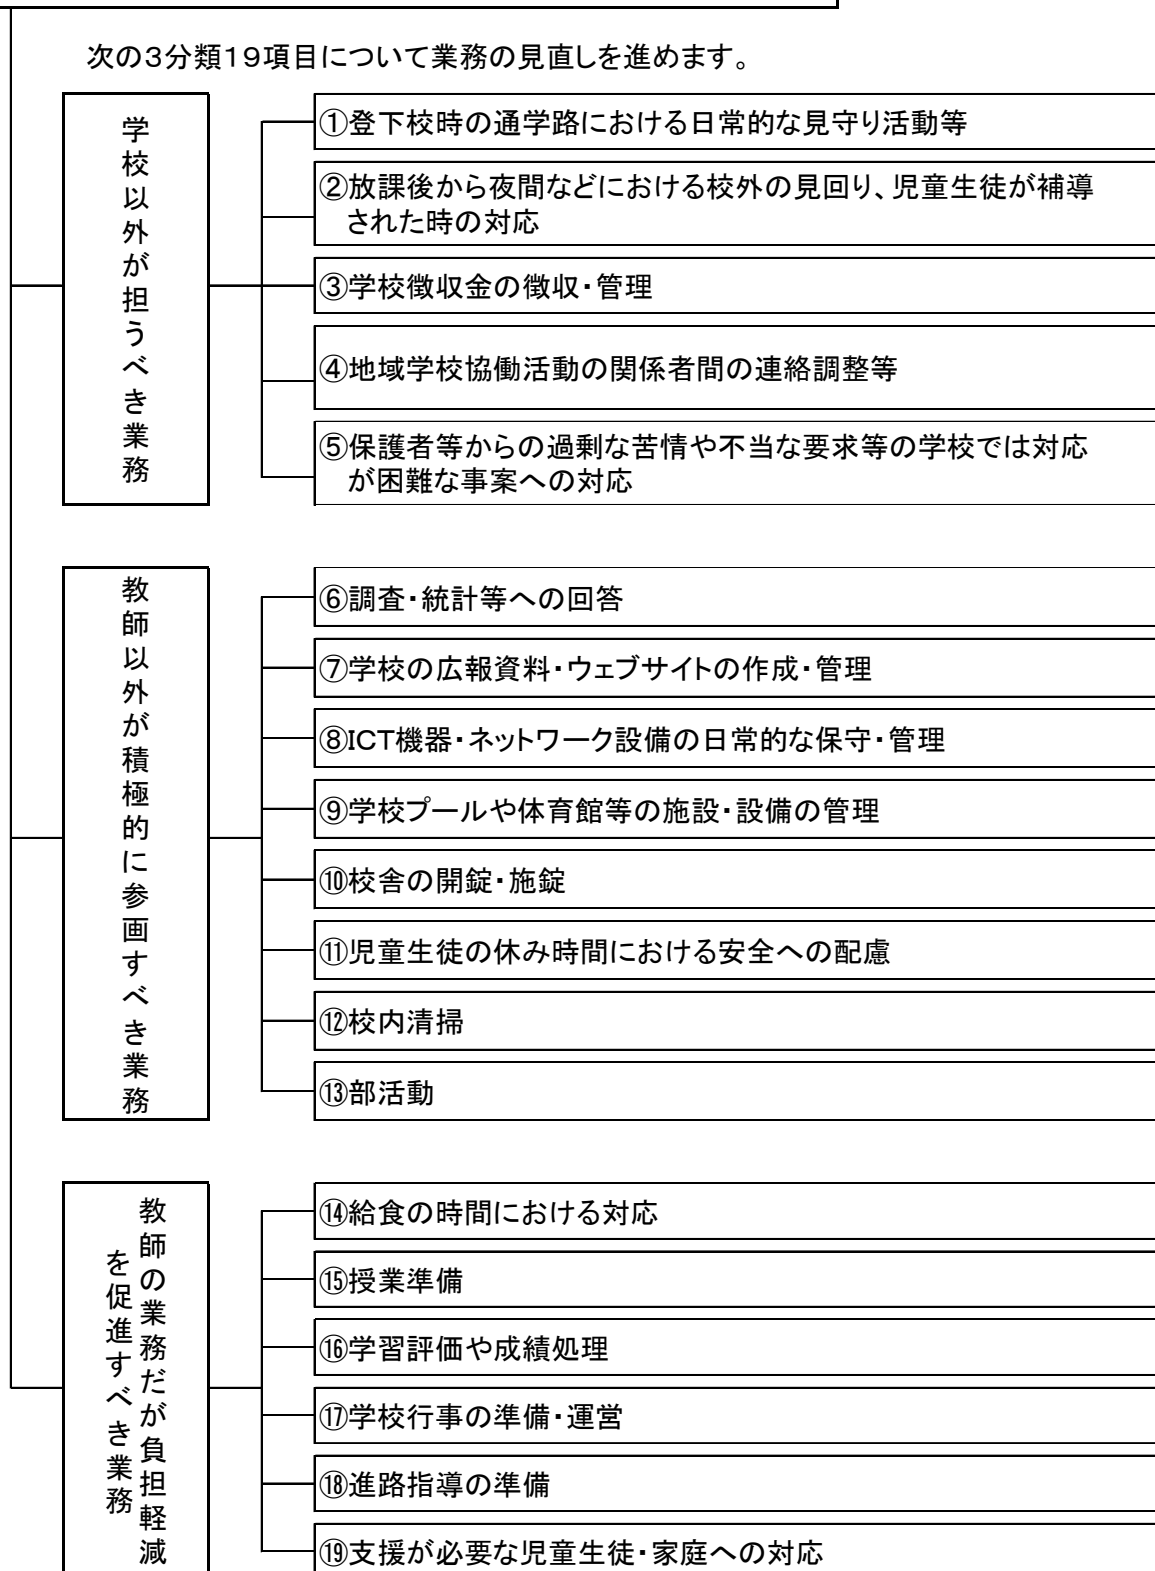 次の3分類19項目について業務の見直しを進めます。
学校以外が担うべき業務
①登下校時の通学路における日常的な見守り活動等
②放課後から夜間などにおける校外の見回り、児童生徒が補導
された時の対応
③学校徴収金の徴収・管理
④地域学校協働活動の関係者間の連絡調整等
⑤保護者等からの過剰な苦情や不当な要求等の学校では対応
が困難な事案への対応
教師以外が積極的に参画すべき業務
⑥調査・統計等への回答
⑦学校の広報資料・ウェブサイトの作成・管理
⑧ICT機器・ネットワーク設備の日常的な保守・管理
⑨学校プールや体育館等の施設・設備の管理
⑩校舎の開錠・施錠
⑪児童生徒の休み時間における安全への配慮
⑫校内清掃
⑬部活動
教師の業務だが負担軽減
を促進すべき業務
⑭給食の時間における対応
⑮授業準備
⑯学習評価や成績処理
⑰学校行事の準備・運営
⑱進路指導の準備
⑲支援が必要な児童生徒・家庭への対応